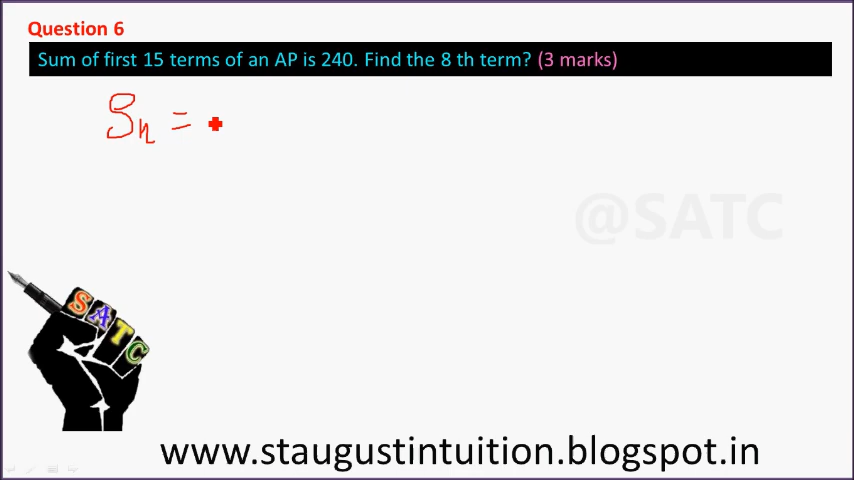 Question 6
Sum of first 15 terms of an AP is 240. Find the 8 th term? (3 marks)
Sn =
@SATC
SATC
www.staugustintuition.blogspot.in